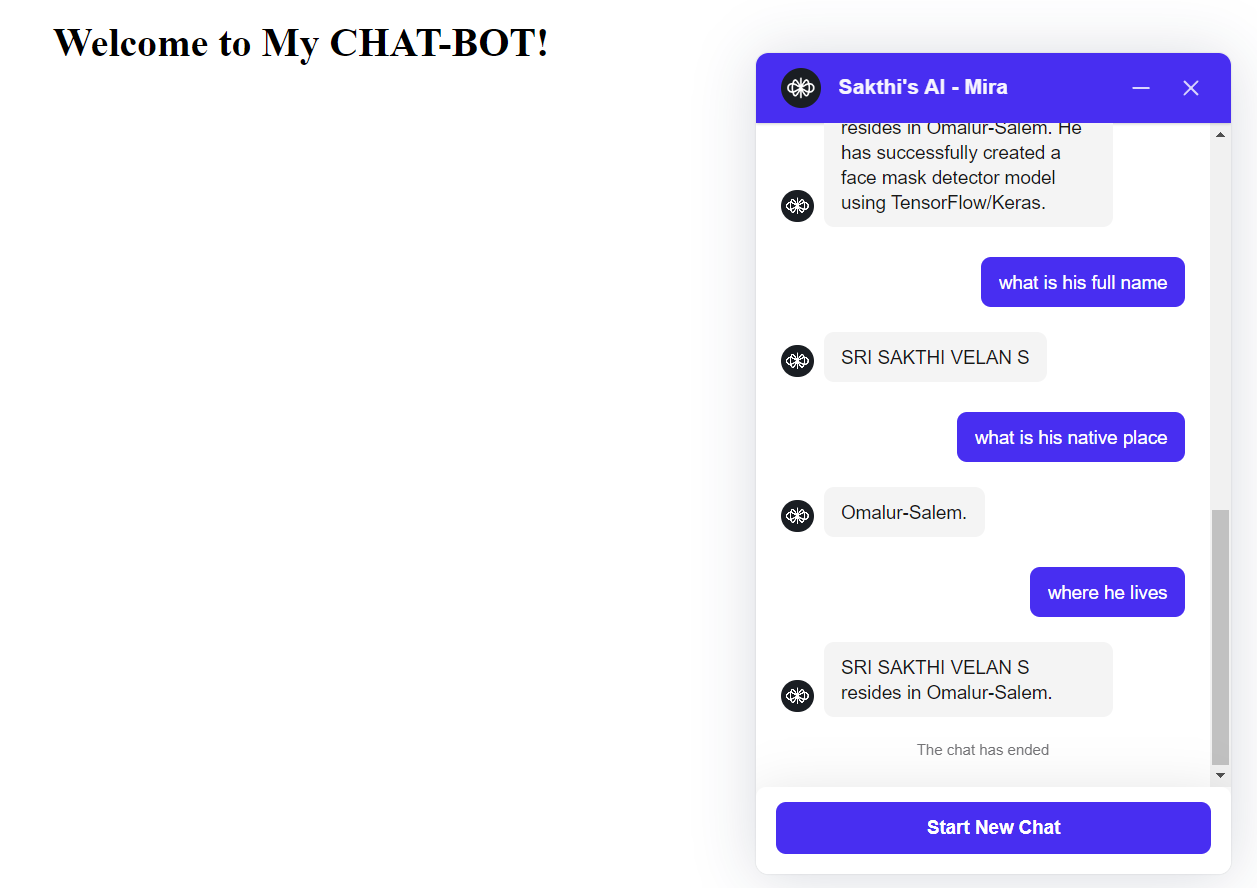 Welcome to My CHAT-BOT!
Sakthi's AI - Mira
resides in Omalur-Salem. He
has successfully created a
face mask detector model
using TensorFlow/Keras.
what is his full name
SRI SAKTHI VELAN S
what is his native place
Omalur-Salem.
where he lives
SRI SAKTHI VELAN S
resides in Omalur-Salem.
The chat has ended
Start New Chat